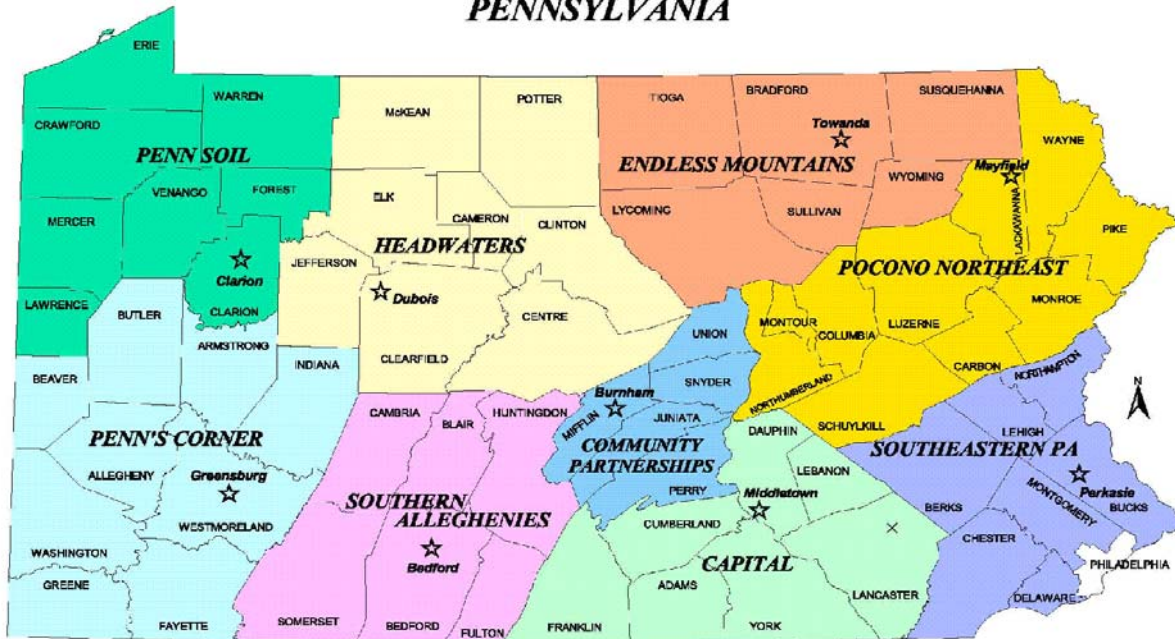 PENNSYLVANIA
ERIE
WARREN
CRAWFORD
PENN SOIL
VENANGO
FOREST
MERCER
Clarion
LAWRENCE
CLARION
McKEAN
POTTER
ELK
CAMERON
CLINTON
HEADWATERS
JEFFERSON
Dubois
CENTRE
CLEARFIELD
TIOGA
BRADFORD
SUSQUEHANNA
Towanda
ENDLESS MOUNTAINS
WYOMING
LYCOMING
SULLIVAN
WAYNE
Mayfield
LACKAWANNA
PIKE
POCONO NORTHEAST
MONROE
MONTOUR
COLUMBIA
LUZERNE
CARBON
NORTHUMBERLAND
SCHUYLKILL
BUTLER
ARMSTRONG
INDIANA
BEAVER
PENN'S CORNER
ALLEGHENY
Greensburg
WESTMORELAND
WASHINGTON
GREENE
FAYETTE
CAMBRIA
BLAIR
HUNTINGDON
SOUTHERN
ALLEGHENIES
Bedford
SOMERSET
BEDFORD
FULTON
UNION
SNYDER
Burnham
MIFFLIN
JUNIATA
COMMUNITY
PARTNERSHIPS
PERRY
DAUPHIN
LEBANON
Middletown
CUMBERLAND
CAPITAL
ADAMS
LANCASTER
FRANKLIN
YORK
NORTHAMPTON
LEHIGH
SOUTHEASTERN PA
Perkasie
BERKS
MONTGOMERY
BUCKS
CHESTER
PHILADELPHIA
DELAWARE
N